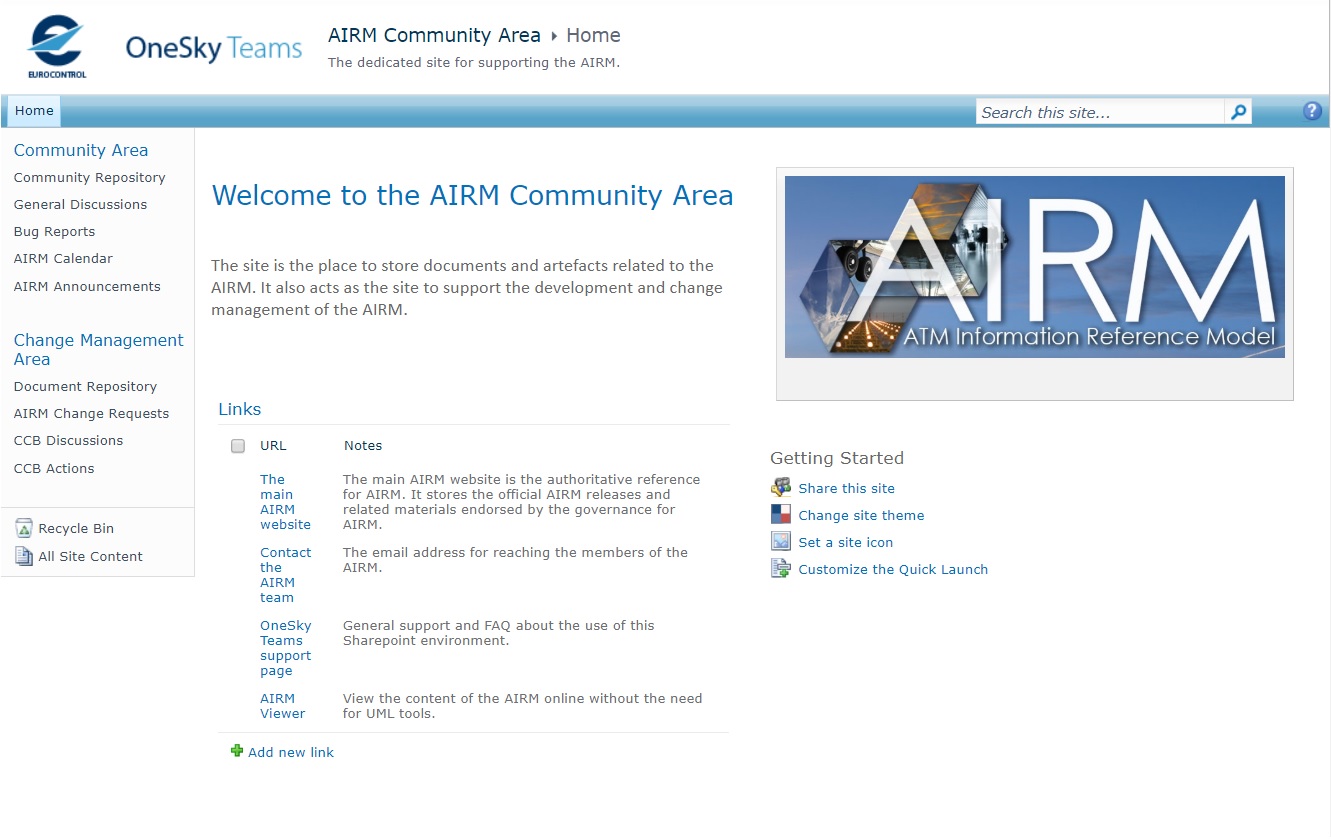 EUROCONTROL
OneSky Teams
AIRM Community Area ▸ Home
The dedicated site for supporting the AIRM.
Home
Search this site...
?
Community Area
Community Repository
General Discussions
Bug Reports
AIRM Calendar
AIRM Announcements
Change Management
Area
Document Repository
AIRM Change Requests
CCB Discussions
CCB Actions
Recycle Bin
All Site Content
Welcome to the AIRM Community Area
The site is the place to store documents and artefacts related to the
AIRM. It also acts as the site to support the development and change
management of the AIRM.
Links
URL Notes
The
main
AIRM
website
The main AIRM website is the authoritative reference
for AIRM. It stores the official AIRM releases and
related materials endorsed by the governance for
AIRM.
Contact
the
AIRM
team
The email address for reaching the members of the
AIRM.
OneSky
Teams
support
page
General support and FAQ about the use of this
Sharepoint environment.
AIRM
Viewer
View the content of the AIRM online without the need
for UML tools.
Add new link
AIRM
ATM Information Reference Model
Getting Started
Share this site
Change site theme
Set a site icon
Customize the Quick Launch